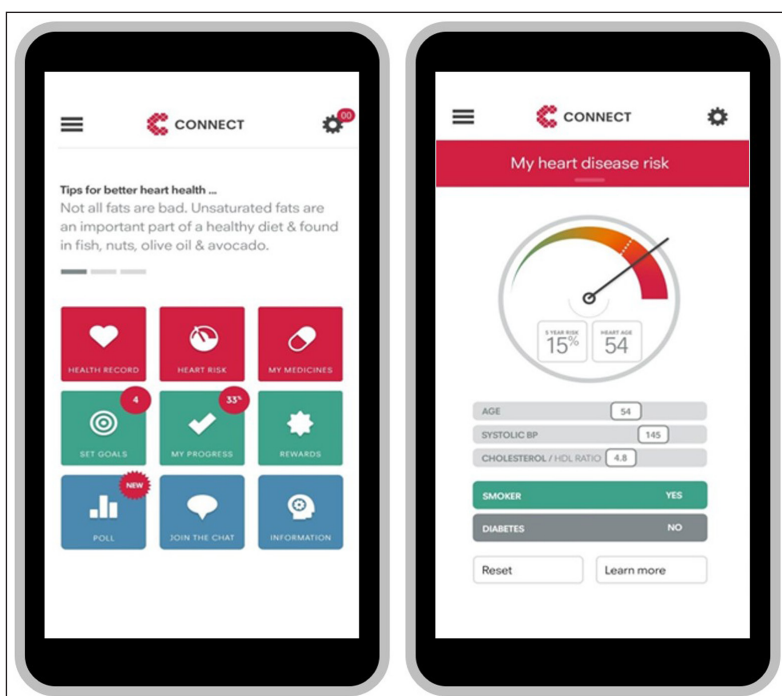 CONNECT
00
Tips for better heart health ...
Not all fats are bad. Unsaturated fats are
an important part of a healthy diet & found
in fish, nuts, olive oil & avocado.
HEALTH RECORD
HEART RISK
MY MEDICINES
4
33%
SET GOALS
MY PROGRESS
REWARDS
NEW
POLL
JOIN THE CHAT
INFORMATION
CONNECT
My heart disease risk
5 YEAR RISK
15%
HEART AGE
54
AGE 54
SYSTOLIC BP 145
CHOLESTEROL / HDL RATIO 4.8
SMOKER YES
DIABETES NO
Reset
Learn more